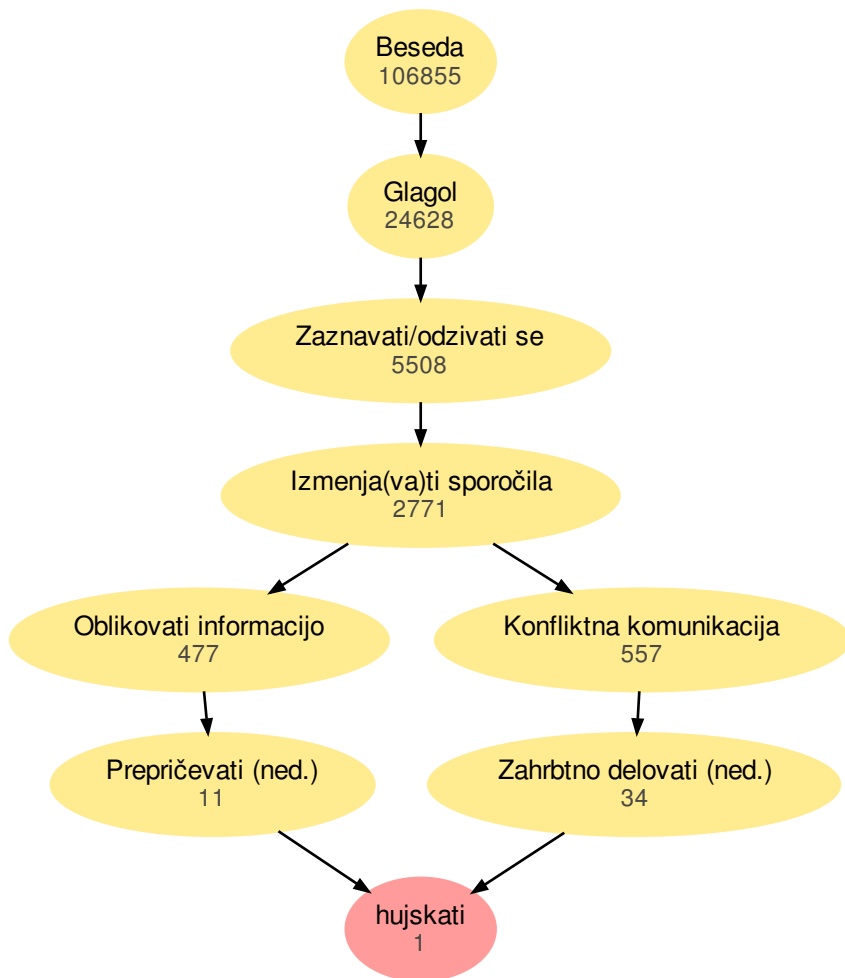 Beseda
106855
Glagol
24628
Zaznavati/odzivati se
5508
Izmenja(va)ti sporočila
2771
Oblikovati informacijo
477
Konfliktna komunikacija
557
Prepričevati (ned.)
11
Zahrbtno delovati (ned.)
34
hujskati
1